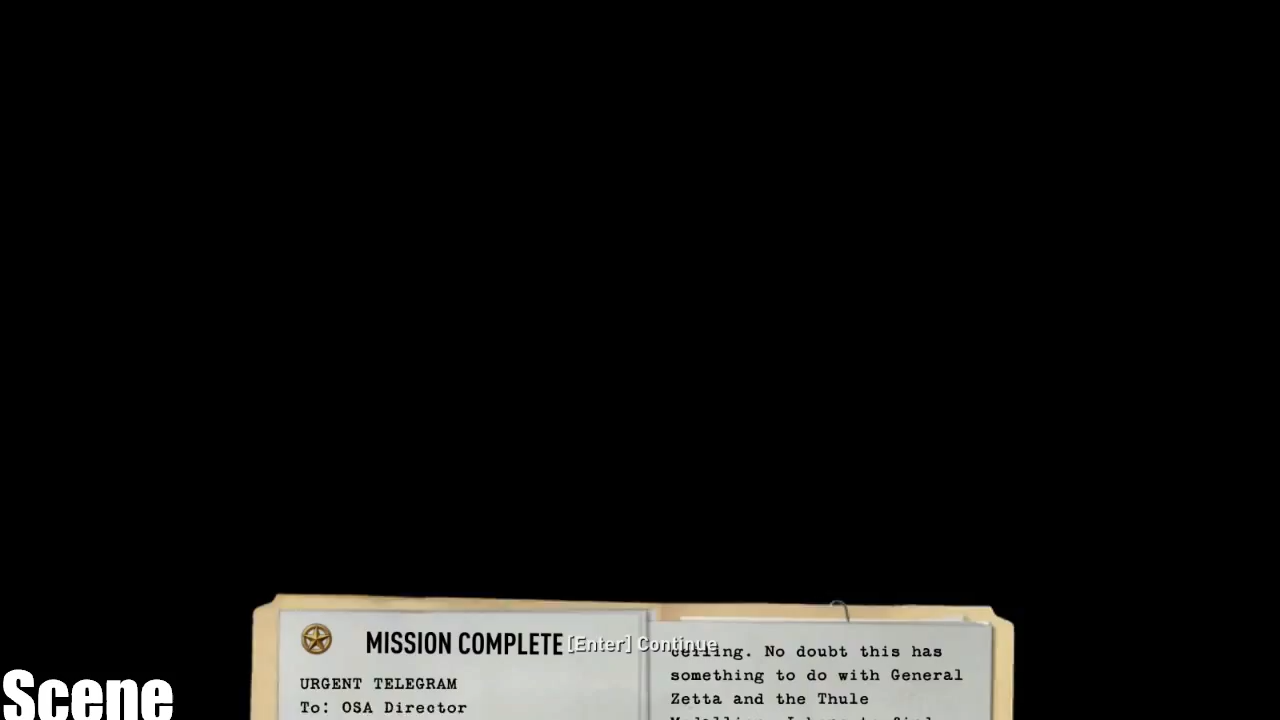 MISSION COMPLETE
[Enter] Continue
URGENT TELEGRAM
To: OSA Director
ceiling. No doubt this has
something to do with General
Zetta and the Thule
Scene